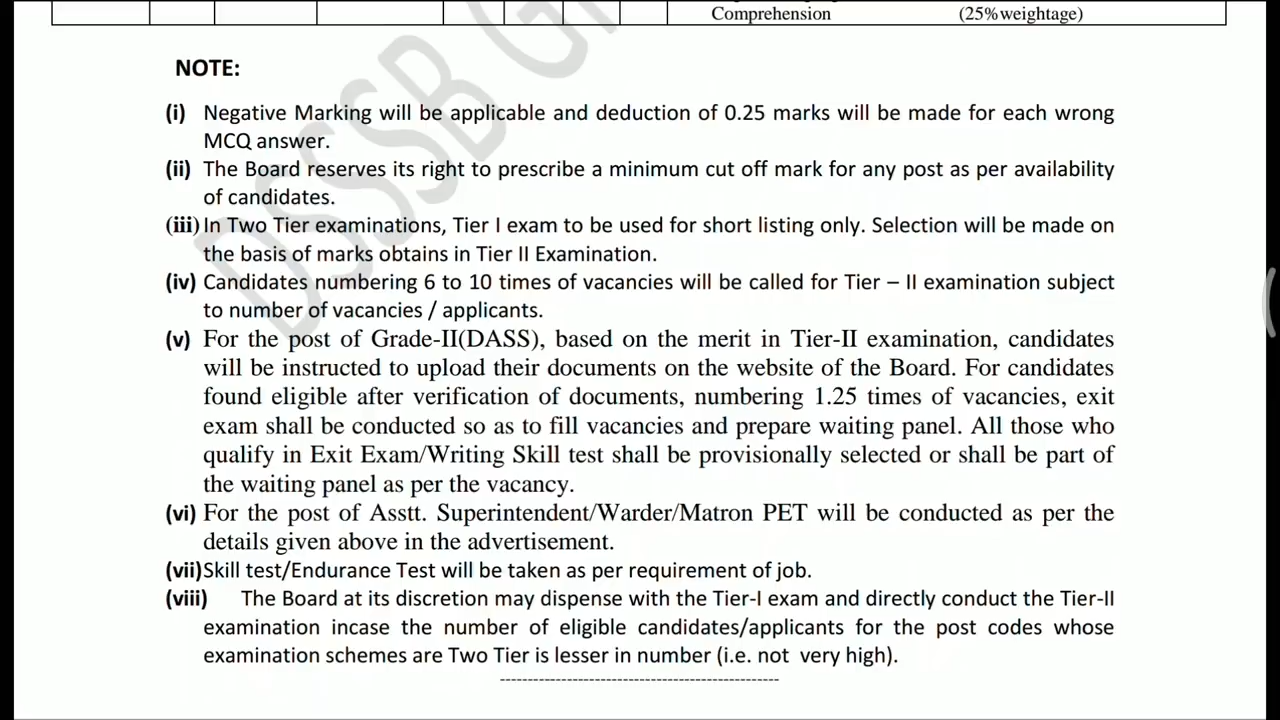 Comprehension (25%weightage)
NOTE:
(i) Negative Marking will be applicable and deduction of 0.25 marks will be made for each wrong
MCQ answer.
(ii) The Board reserves its right to prescribe a minimum cut off mark for any post as per availability
of candidates.
(iii) In Two Tier examinations, Tier I exam to be used for short listing only. Selection will be made on
the basis of marks obtains in Tier II Examination.
(iv) Candidates numbering 6 to 10 times of vacancies will be called for Tier – II examination subject
to number of vacancies / applicants.
(v) For the post of Grade-II(DASS), based on the merit in Tier-II examination, candidates
will be instructed to upload their documents on the website of the Board. For candidates
found eligible after verification of documents, numbering 1.25 times of vacancies, exit
exam shall be conducted so as to fill vacancies and prepare waiting panel. All those who
qualify in Exit Exam/Writing Skill test shall be provisionally selected or shall be part of
the waiting panel as per the vacancy.
(vi) For the post of Asstt. Superintendent/Warder/Matron PET will be conducted as per the
details given above in the advertisement.
(vii)Skill test/Endurance Test will be taken as per requirement of job.
(viii) The Board at its discretion may dispense with the Tier-I exam and directly conduct the Tier-II
examination incase the number of eligible candidates/applicants for the post codes whose
examination schemes are Two Tier is lesser in number (i.e. not very high).
DSSSB